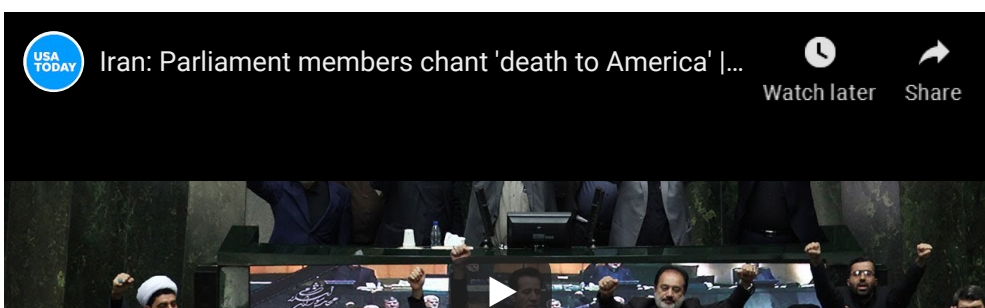 USA
TODAY
Iran: Parliament members chant 'death to America' |...
Watch later
Share